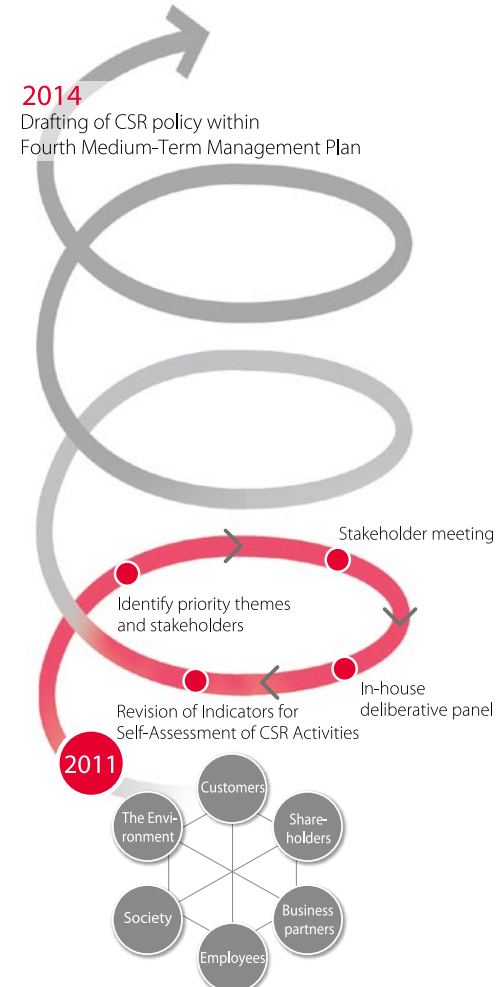 2014
Drafting of CSR policy within
Fourth Medium-Term Management Plan
Stakeholder meeting
Identify priority themes
and stakeholders
In-house
deliberative panel
Revision of Indicators for
Self-Assessment of CSR Activities
2011
Customers
The Envi-
ronment
Share-
holders
Society
Business
partners
Employees